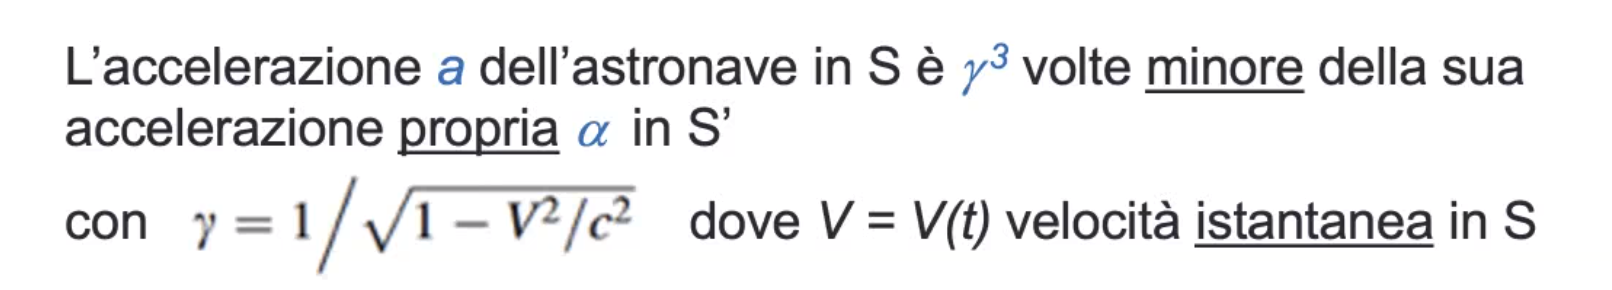 L’accelerazione a dell’astronave in S è γ³ volte minore della sua
accelerazione propria α in S’
con γ = 1/√1 − V²/c² dove V = V(t) velocità istantanea in S